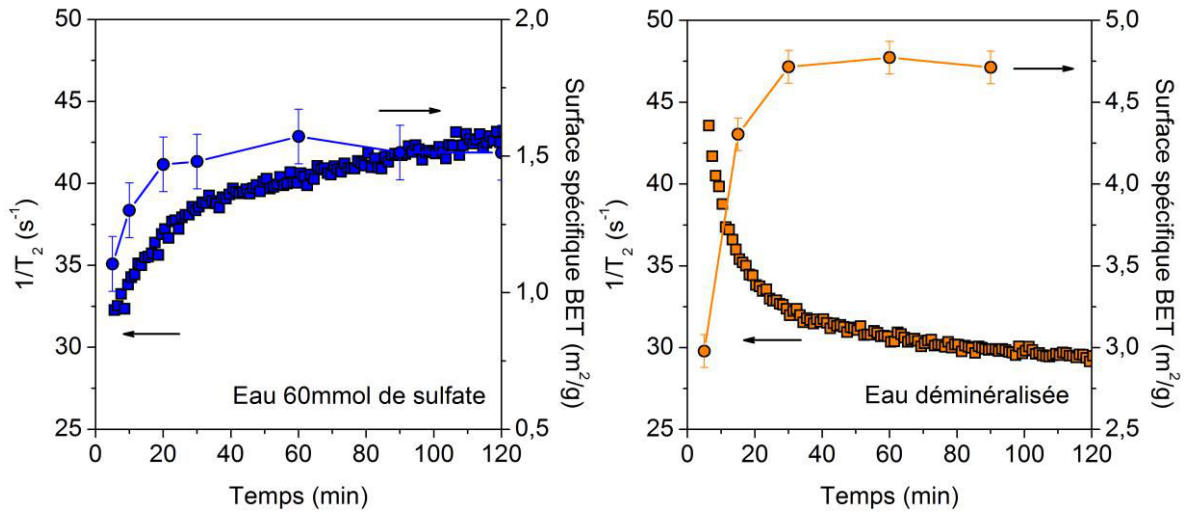 50
45
40
35
30
25
1/T2 (s-1)
2,0
1,5
1,0
0,5
Surface spécifique BET (m2/g)
Eau 60mmol de sulfate
0 20 40 60 80 100 120
Temps (min)
50
45
40
35
30
25
1/T2 (s-1)
5,0
4,5
4,0
3,5
3,0
2,5
Surface spécifique BET (m2/g)
Eau déminéralisée
0 20 40 60 80 100 120
Temps (min)